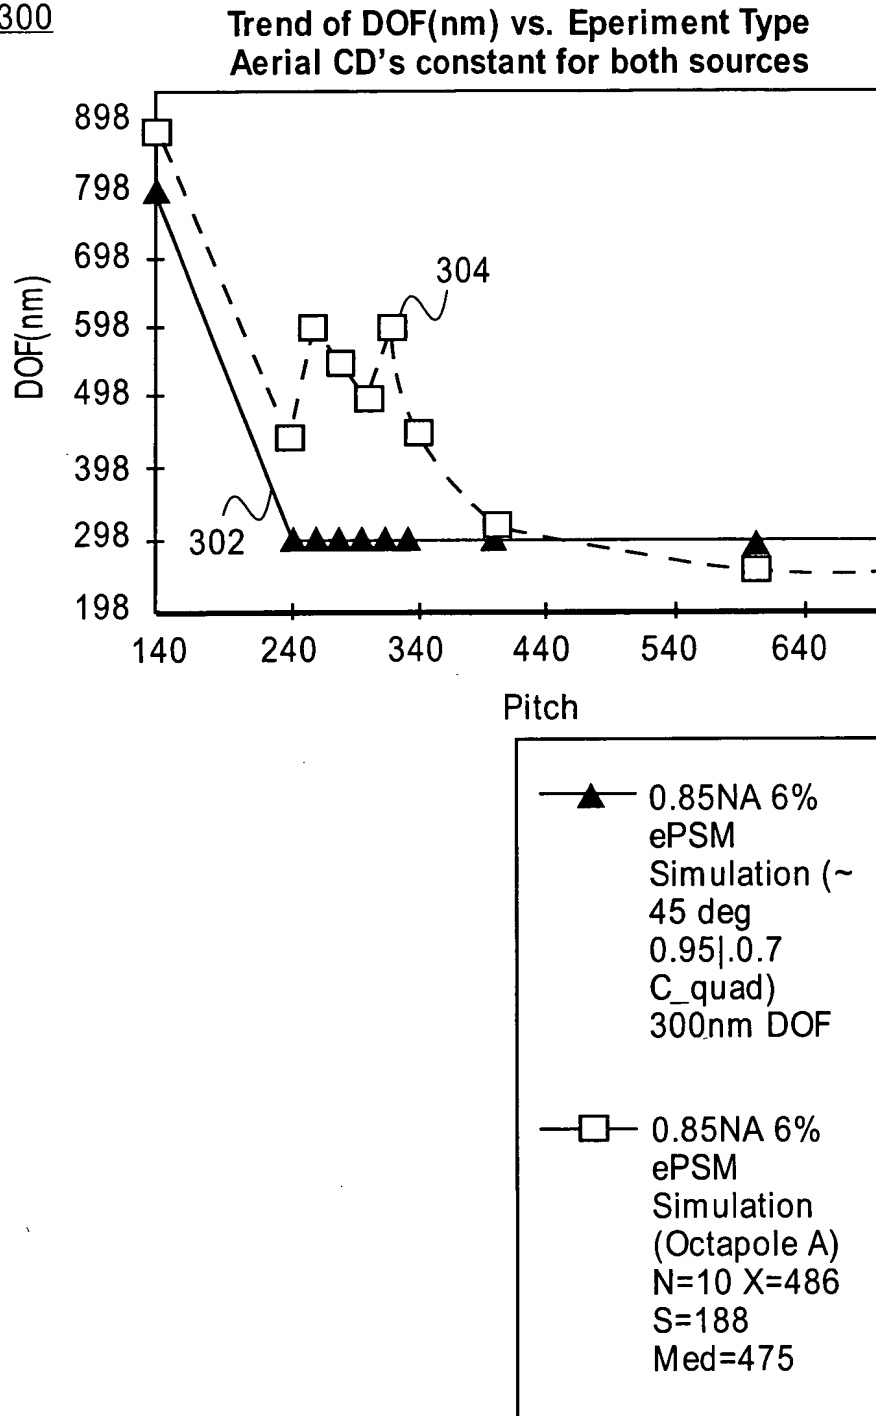 300
Trend of DOF(nm) vs. Eperiment Type
Aerial CD's constant for both sources
898
798
698
598
498
398
298
198
DOF(nm)
304
302
140 240 340 440 540 640
Pitch
0.85NA 6%
ePSM
Simulation (~
45 deg
0.95|.0.7
C_quad)
300nm DOF
0.85NA 6%
ePSM
Simulation
(Octapole A)
N=10 X=486
S=188
Med=475